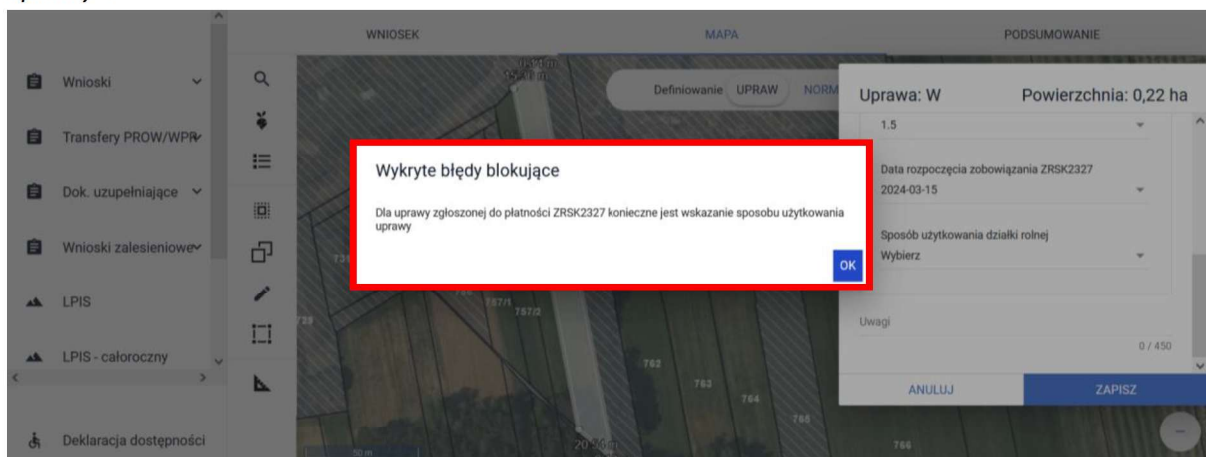 WNIOSEK
MAPA
PODSUMOWANIE
Wnioski
Transfery PROW/WPR
Dok. uzupełniające
Wnioski zalesieniowe
LPIS
LPIS - całoroczny
Deklaracja dostępności
Definiowanie UPRAW NORM
Wykryte błędy blokujące
Dla uprawy zgłoszonej do płatności ZRSK2327 konieczne jest wskazanie sposobu użytkowania
uprawy
OK
757/1
757/2
762
763
764
765
766
20.54 m
50 m
Uprawa: W
Powierzchnia: 0,22 ha
1.5
Data rozpoczęcia zobowiązania ZRSK2327
2024-03-15
Sposób użytkowania działki rolnej
Wybierz
Uwagi
0 / 450
ANULUJ
ZAPISZ